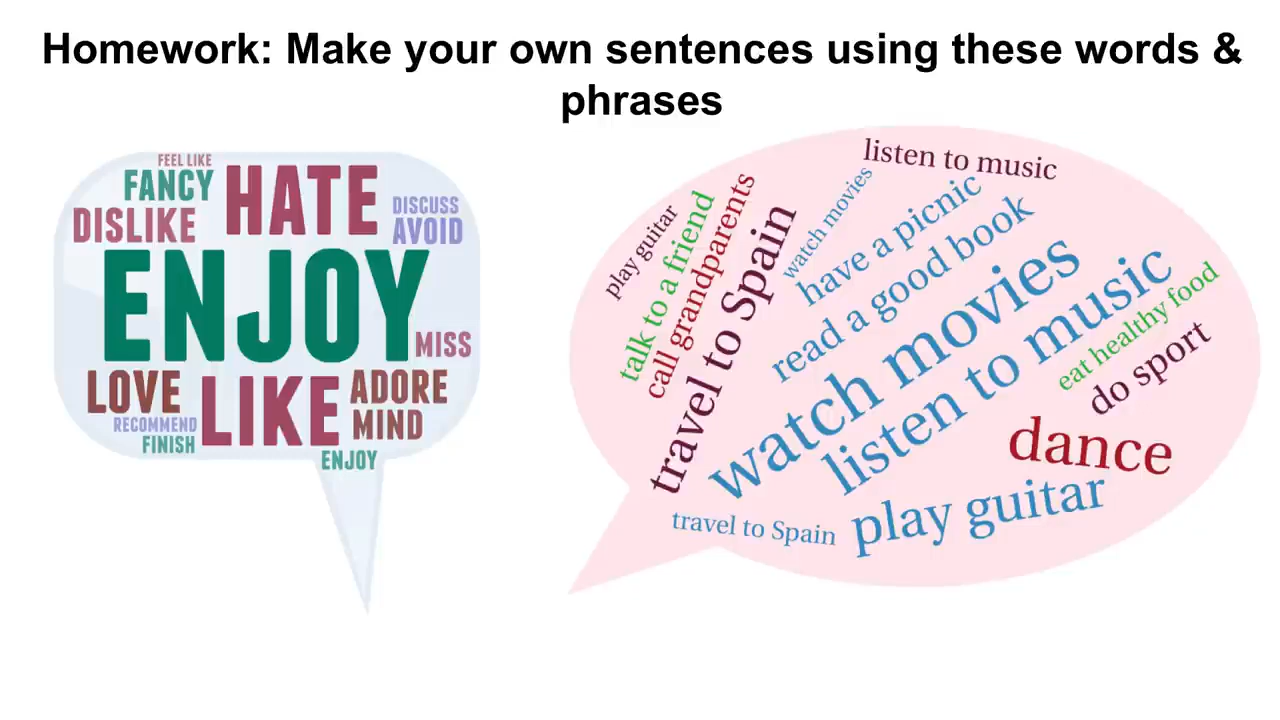 Homework: Make your own sentences using these words &
phrases
FEEL LIKE
FANCY
HATE
DISLIKE
DISCUSS
AVOID
ENJOY
MISS
LOVE
LIKE
ADORE
RECOMMEND
MIND
FINISH
ENJOY
listen to music
play guitar
talk to a friend
call grandparents
travel to Spain
watch movies
have a picnic
read a good book
watch movies
listen to music
eat healthy food
do sport
dance
play guitar
travel to Spain